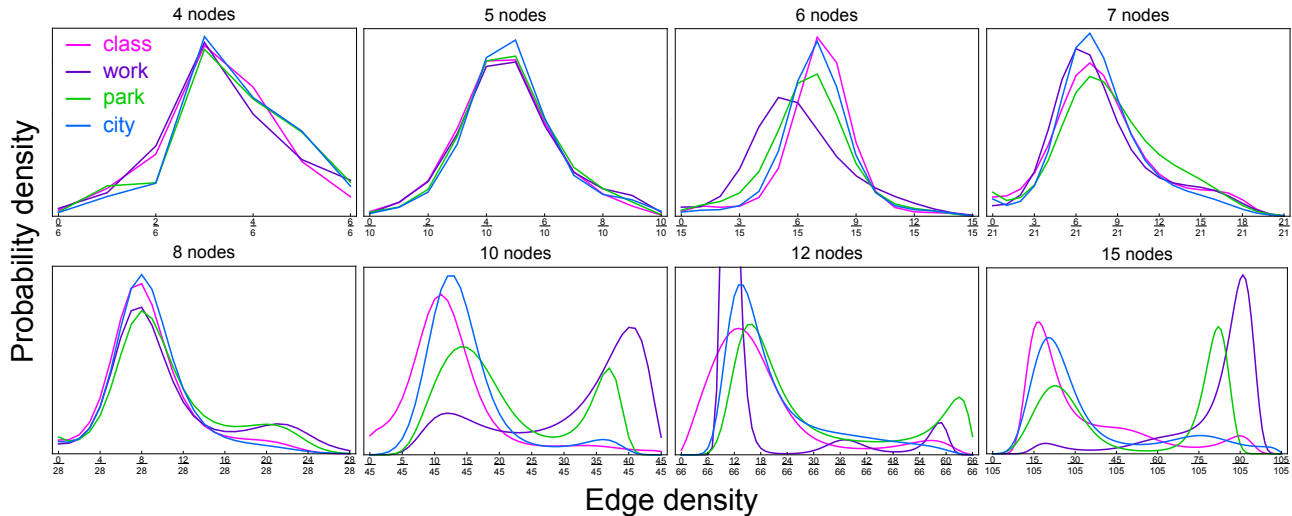 4 nodes
5 nodes
6 nodes
7 nodes
class
work
park
city
Probability density
0 2 4 6
6 6 6 6
0 2 4 6 8 10
10 10 10 10 10 10
0 3 6 9 12 15
15 15 15 15 15 15
0 3 6 9 12 15 18 21
21 21 21 21 21 21 21 21
8 nodes
10 nodes
12 nodes
15 nodes
0 4 8 12 16 20 24 28
28 28 28 28 28 28 28 28
0 5 10 15 20 25 30 35 40 45
45 45 45 45 45 45 45 45 45 45
0 6 12 18 24 30 36 42 48 54 60 66
66 66 66 66 66 66 66 66 66 66 66 66
0 15 30 45 60 75 90 105
105 105 105 105 105 105 105 105
Edge density